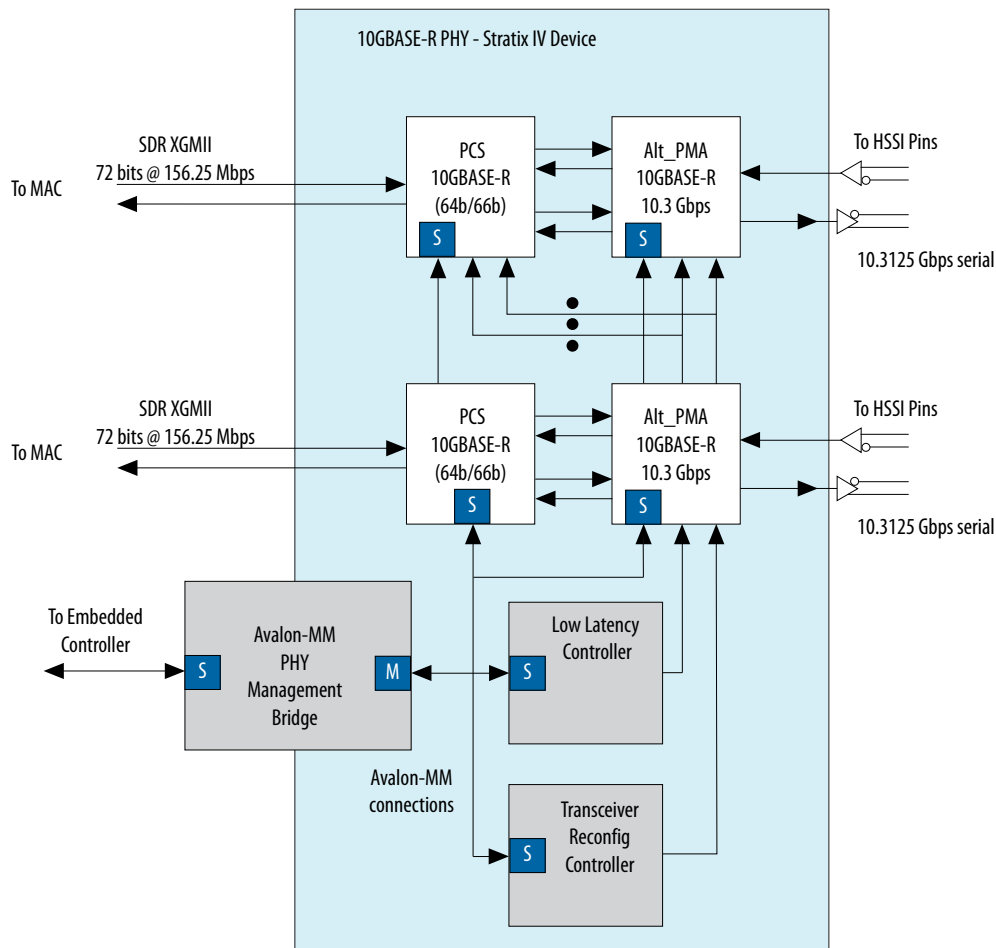 10GBASE-R PHY - Stratix IV Device
SDR XGMII
72 bits @ 156.25 Mbps
To MAC
PCS
10GBASE-R
(64b/66b)
S
Alt_PMA
10GBASE-R
10.3 Gbps
S
To HSSI Pins
10.3125 Gbps serial
SDR XGMII
72 bits @ 156.25 Mbps
To MAC
PCS
10GBASE-R
(64b/66b)
S
Alt_PMA
10GBASE-R
10.3 Gbps
S
To HSSI Pins
10.3125 Gbps serial
To Embedded
Controller
S
Avalon-MM
PHY
Management
Bridge
M
Low Latency
Controller
S
Avalon-MM
connections
Transceiver
Reconfig
Controller
S